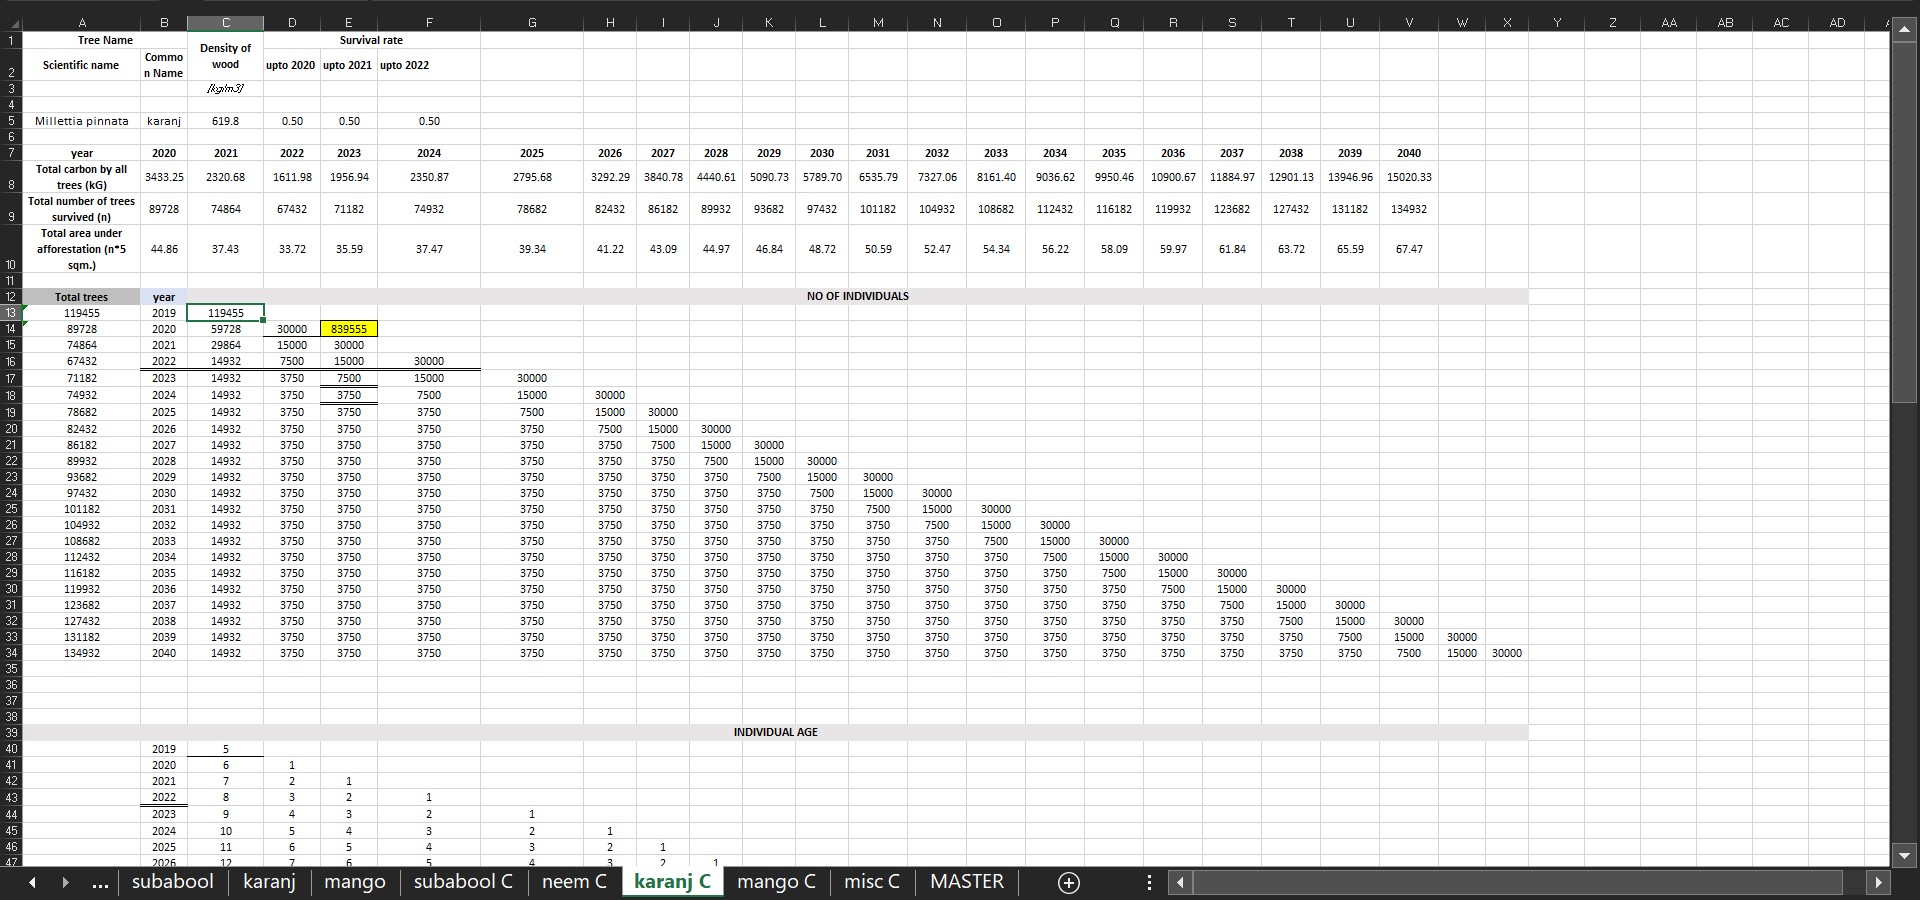 A B C D E F G H I J K L M N O P Q R S T U V W X Y Z AA AB AC AD
1 Tree Name Density of wood Survival rate
2 Scientific name Commo n Name upto 2020 upto 2021 upto 2022
3 [kg/m3]
4
5 Millettia pinnata karanj 619.8 0.50 0.50 0.50
6
7 year 2020 2021 2022 2023 2024 2025 2026 2027 2028 2029 2030 2031 2032 2033 2034 2035 2036 2037 2038 2039 2040
8 Total carbon by all trees (kG) 3433.25 2320.68 1611.98 1956.94 2350.87 2795.68 3292.29 3840.78 4440.61 5090.73 5789.70 6535.79 7327.06 8161.40 9036.62 9950.46 10900.67 11884.97 12901.13 13946.96 15020.33
9 Total number of trees survived (n) 89728 74864 67432 71182 74932 78682 82432 86182 89932 93682 97432 101182 104932 108682 112432 116182 119932 123682 127432 131182 134932
10 Total area under afforestation (n*5 sqm.) 44.86 37.43 33.72 35.59 37.47 39.34 41.22 43.09 44.97 46.84 48.72 50.59 52.47 54.34 56.22 58.09 59.97 61.84 63.72 65.59 67.47
11
12 Total trees year NO OF INDIVIDUALS
13 119455 2019 119455
14 89728 2020 59728 30000 839555
15 74864 2021 29864 15000 30000
16 67432 2022 14932 7500 15000 30000
17 71182 2023 14932 3750 7500 15000 30000
18 74932 2024 14932 3750 3750 7500 15000 30000
19 78682 2025 14932 3750 3750 3750 7500 15000 30000
20 82432 2026 14932 3750 3750 3750 3750 7500 15000 30000
21 86182 2027 14932 3750 3750 3750 3750 3750 7500 15000 30000
22 89932 2028 14932 3750 3750 3750 3750 3750 3750 7500 15000 30000
23 93682 2029 14932 3750 3750 3750 3750 3750 3750 3750 7500 15000 30000
24 97432 2030 14932 3750 3750 3750 3750 3750 3750 3750 3750 7500 15000 30000
25 101182 2031 14932 3750 3750 3750 3750 3750 3750 3750 3750 3750 7500 15000 30000
26 104932 2032 14932 3750 3750 3750 3750 3750 3750 3750 3750 3750 3750 7500 15000 30000
27 108682 2033 14932 3750 3750 3750 3750 3750 3750 3750 3750 3750 3750 3750 7500 15000 30000
28 112432 2034 14932 3750 3750 3750 3750 3750 3750 3750 3750 3750 3750 3750 3750 7500 15000 30000
29 116182 2035 14932 3750 3750 3750 3750 3750 3750 3750 3750 3750 3750 3750 3750 3750 7500 15000 30000
30 119932 2036 14932 3750 3750 3750 3750 3750 3750 3750 3750 3750 3750 3750 3750 3750 3750 7500 15000 30000
31 123682 2037 14932 3750 3750 3750 3750 3750 3750 3750 3750 3750 3750 3750 3750 3750 3750 3750 7500 15000 30000
32 127432 2038 14932 3750 3750 3750 3750 3750 3750 3750 3750 3750 3750 3750 3750 3750 3750 3750 3750 7500 15000 30000
33 131182 2039 14932 3750 3750 3750 3750 3750 3750 3750 3750 3750 3750 3750 3750 3750 3750 3750 3750 3750 7500 15000 30000
34 134932 2040 14932 3750 3750 3750 3750 3750 3750 3750 3750 3750 3750 3750 3750 3750 3750 3750 3750 3750 3750 7500 15000 30000
35
36
37
38
39 INDIVIDUAL AGE
40 2019 5
41 2020 6 1
42 2021 7 2 1
43 2022 8 3 2 1
44 2023 9 4 3 2 1
45 2024 10 5 4 3 2 1
46 2025 11 6 5 4 3 2 1
47 2026 12 7 6 5 4 3 2 1
... subabool karanj mango subabool C neem C karanj C mango C misc C MASTER